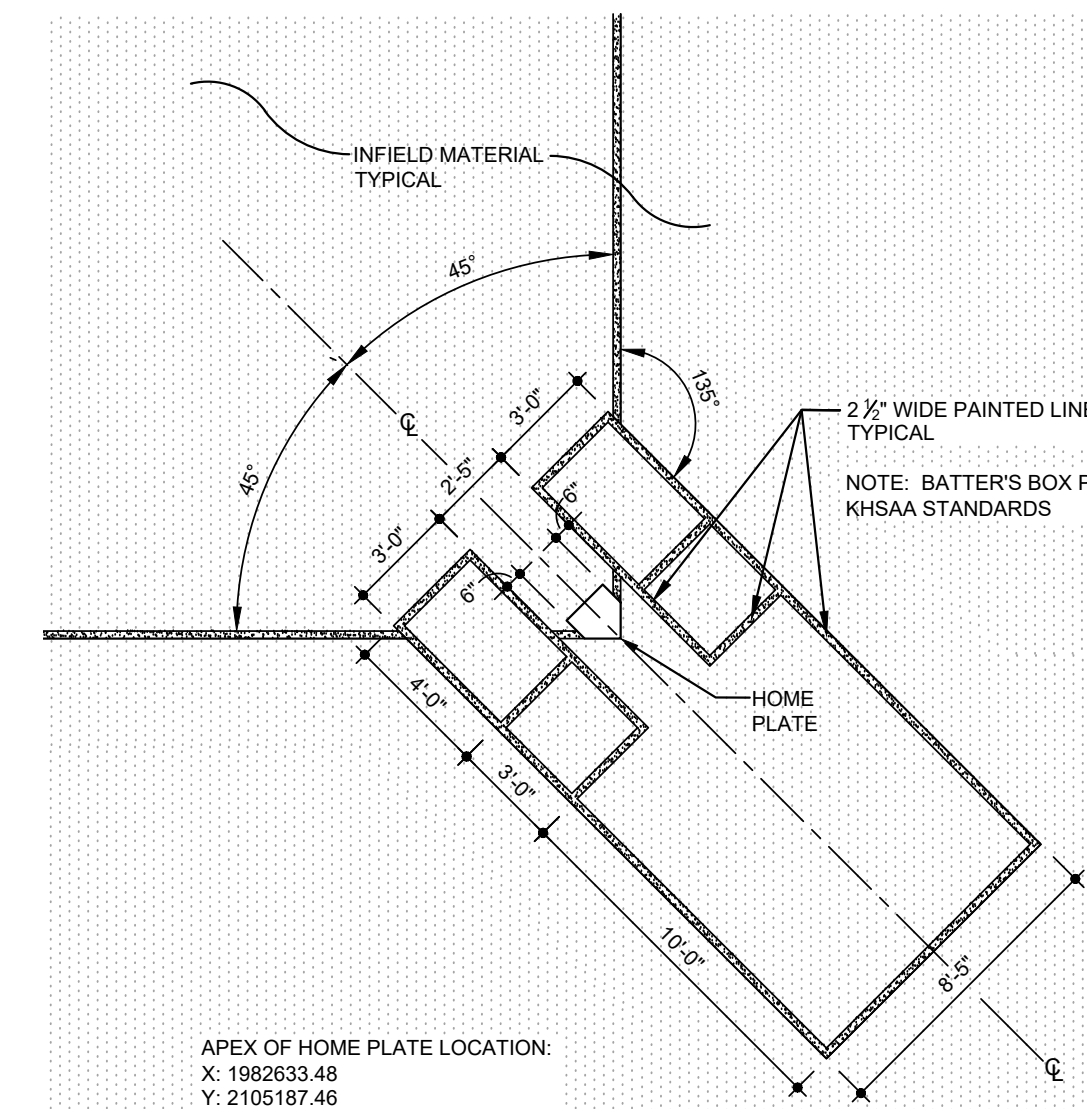 INFIELD MATERIAL
TYPICAL
45°
45°
135°
℄
3'-0"
2'-5"
3'-0"
6"
6"
2 ½" WIDE PAINTED LINE
TYPICAL
NOTE: BATTER'S BOX
KHSAA STANDARDS
HOME
PLATE
4'-0"
3'-0"
10'-0"
8'-5"
℄
APEX OF HOME PLATE LOCATION:
X: 1982633.48
Y: 2105187.46